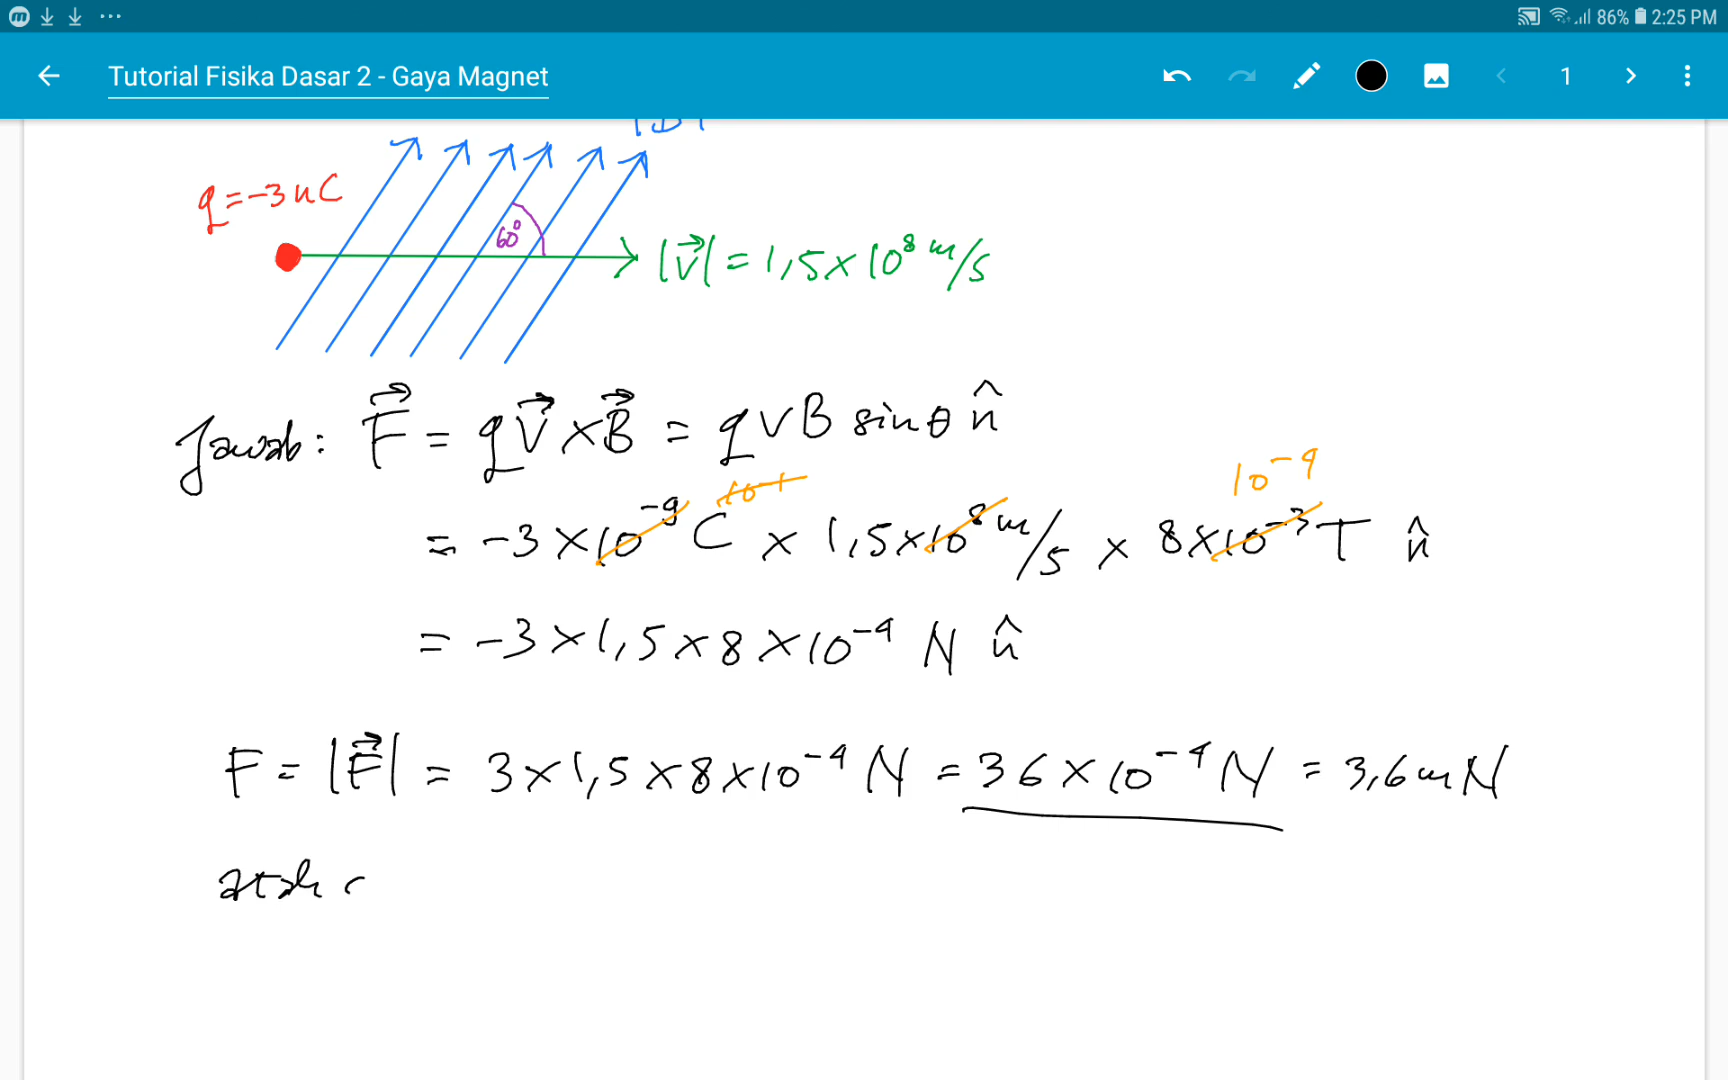 86% 2:25 PM
Tutorial Fisika Dasar 2 - Gaya Magnet 1
q = -3 nC
60°
|v⃗| = 1,5 × 10⁸ m/s
Jawab: F⃗ = q v⃗ × B⃗ = q v B sin θ n̂
10⁻¹ 10⁻⁴
= -3 × 10⁻⁹ C × 1,5 × 10⁸ m/s × 8 × 10⁻³ T n̂
= -3 × 1,5 × 8 × 10⁻⁴ N n̂
F = |F⃗| = 3 × 1,5 × 8 × 10⁻⁴ N = 36 × 10⁻⁴ N = 3,6 mN